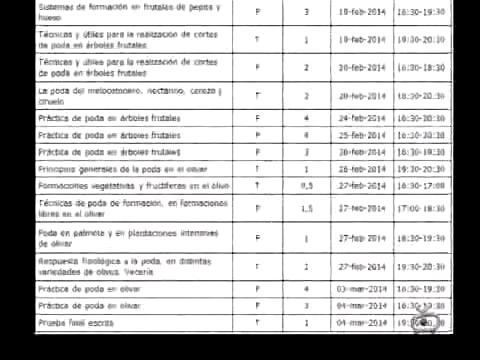 Sistemas de formación en frutales de pepita y P 3 19-feb-2014 16:30-19:30
hueso
Técnicas y útiles para la realización de cortes T 1 19-feb-2014 19:30-20:30
de poda en árboles frutales
Técnicas y útiles para la realización de cortes P 2 20-feb-2014 16:30-18:30
de poda en árboles frutales
La poda del melocotonero, nectarino, cerezo y T 2 20-feb-2014 18:30-20:30
ciruelo
Práctica de poda en árboles frutales P 4 24-feb-2014 16:30-20:30
Práctica de poda en árboles frutales P 4 25-feb-2014 16:30-20:30
Práctica de poda en árboles frutales P 3 26-feb-2014 16:30-19:30
Principios generales de la poda en el olivar T 1 26-feb-2014 19:30-20:30
Formaciones vegetativas y fructíferas en el olivo T 0,5 27-feb-2014 16:30-17:00
Técnicas de poda de formación, en formaciones P 1,5 27-feb-2014 17:00-18:30
libres en el olivar
Poda en palmeta y en plantaciones intensivas P 1 27-feb-2014 18:30-19:30
de olivar
Respuesta fisiológica a la poda, en distintas T 1 27-feb-2014 19:30-20:30
variedades de olivos. Vecería
Práctica de poda en olivar P 4 03-mar-2014 16:30-19:30
Práctica de poda en olivar P 3 04-mar-2014 16:30-19:30
Prueba final escrita T 1 04-mar-2014